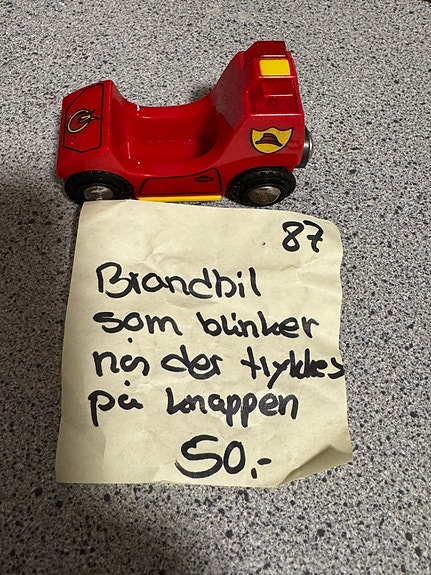 87
Brandbil
som blinker
når der trykkes
på knappen
50,-